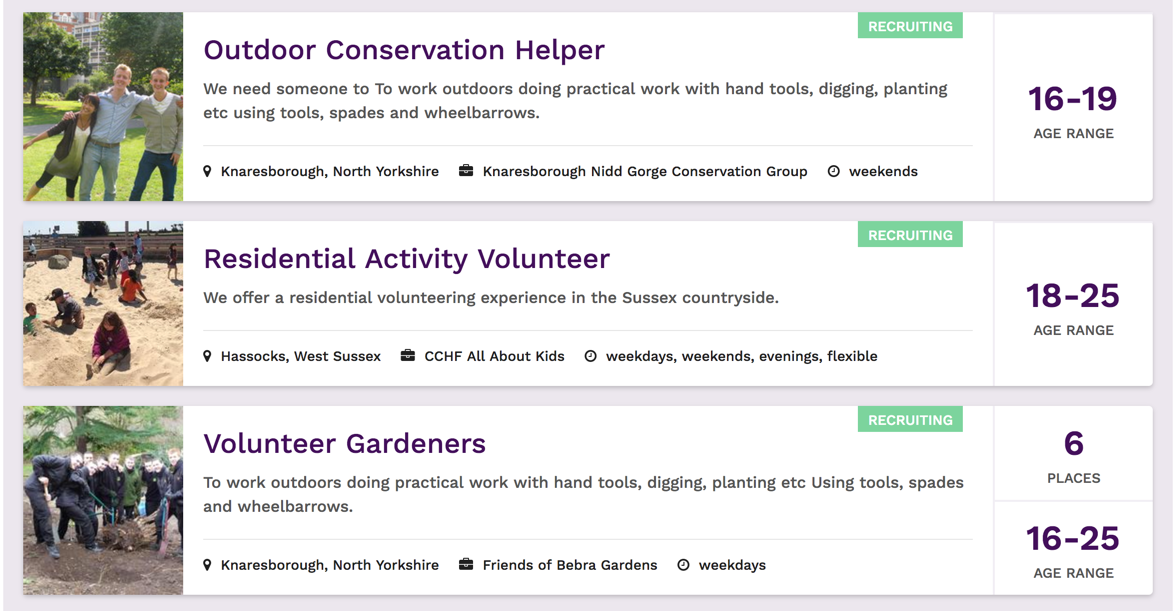 RECRUITING
Outdoor Conservation Helper
We need someone to To work outdoors doing practical work with hand tools, digging, planting
etc using tools, spades and wheelbarrows.
Knaresborough, North Yorkshire Knaresborough Nidd Gorge Conservation Group weekends
16-19
AGE RANGE
RECRUITING
Residential Activity Volunteer
We offer a residential volunteering experience in the Sussex countryside.
Hassocks, West Sussex CCHF All About Kids weekdays, weekends, evenings, flexible
18-25
AGE RANGE
RECRUITING
Volunteer Gardeners
To work outdoors doing practical work with hand tools, digging, planting etc Using tools, spades
and wheelbarrows.
Knaresborough, North Yorkshire Friends of Bebra Gardens weekdays
6
PLACES
16-25
AGE RANGE